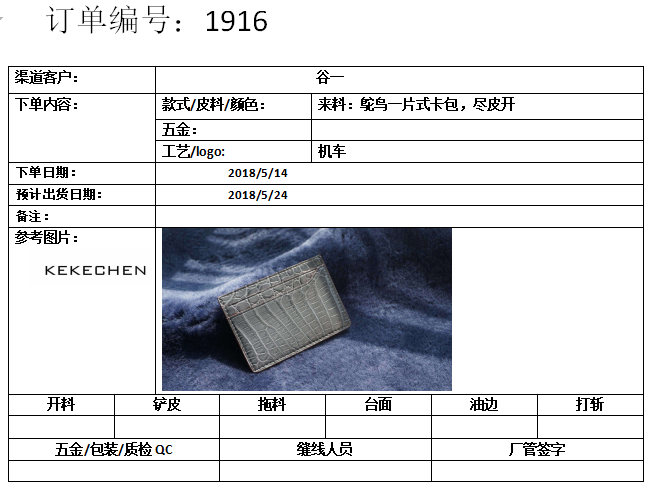 订单编号：1916
渠道客户： 谷一
下单内容： 款式/皮料/颜色： 来料：鸵鸟一片式卡包，尽皮开
五金：
工艺/logo: 机车
下单日期： 2018/5/14
预计出货日期： 2018/5/24
备注：
参考图片：
KEKECHEN
开料 铲皮 拖料 台面 油边 打斩
五金/包装/质检 QC 缝线人员 厂管签字